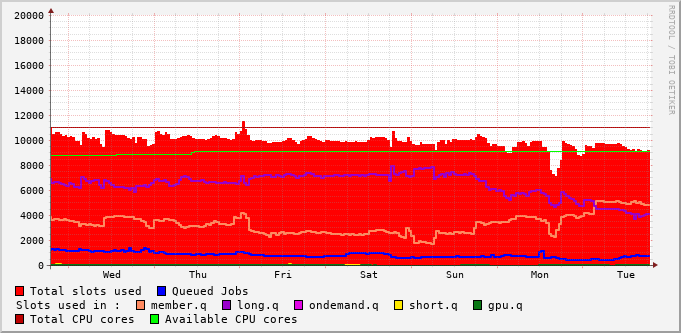 RRDTOOL / TOBI OETIKER
20000
18000
16000
14000
12000
10000
8000
6000
4000
2000
0
Wed Thu Fri Sat Sun Mon Tue
Total slots used Queued Jobs
Slots used in : member.q long.q ondemand.q short.q gpu.q
Total CPU cores Available CPU cores